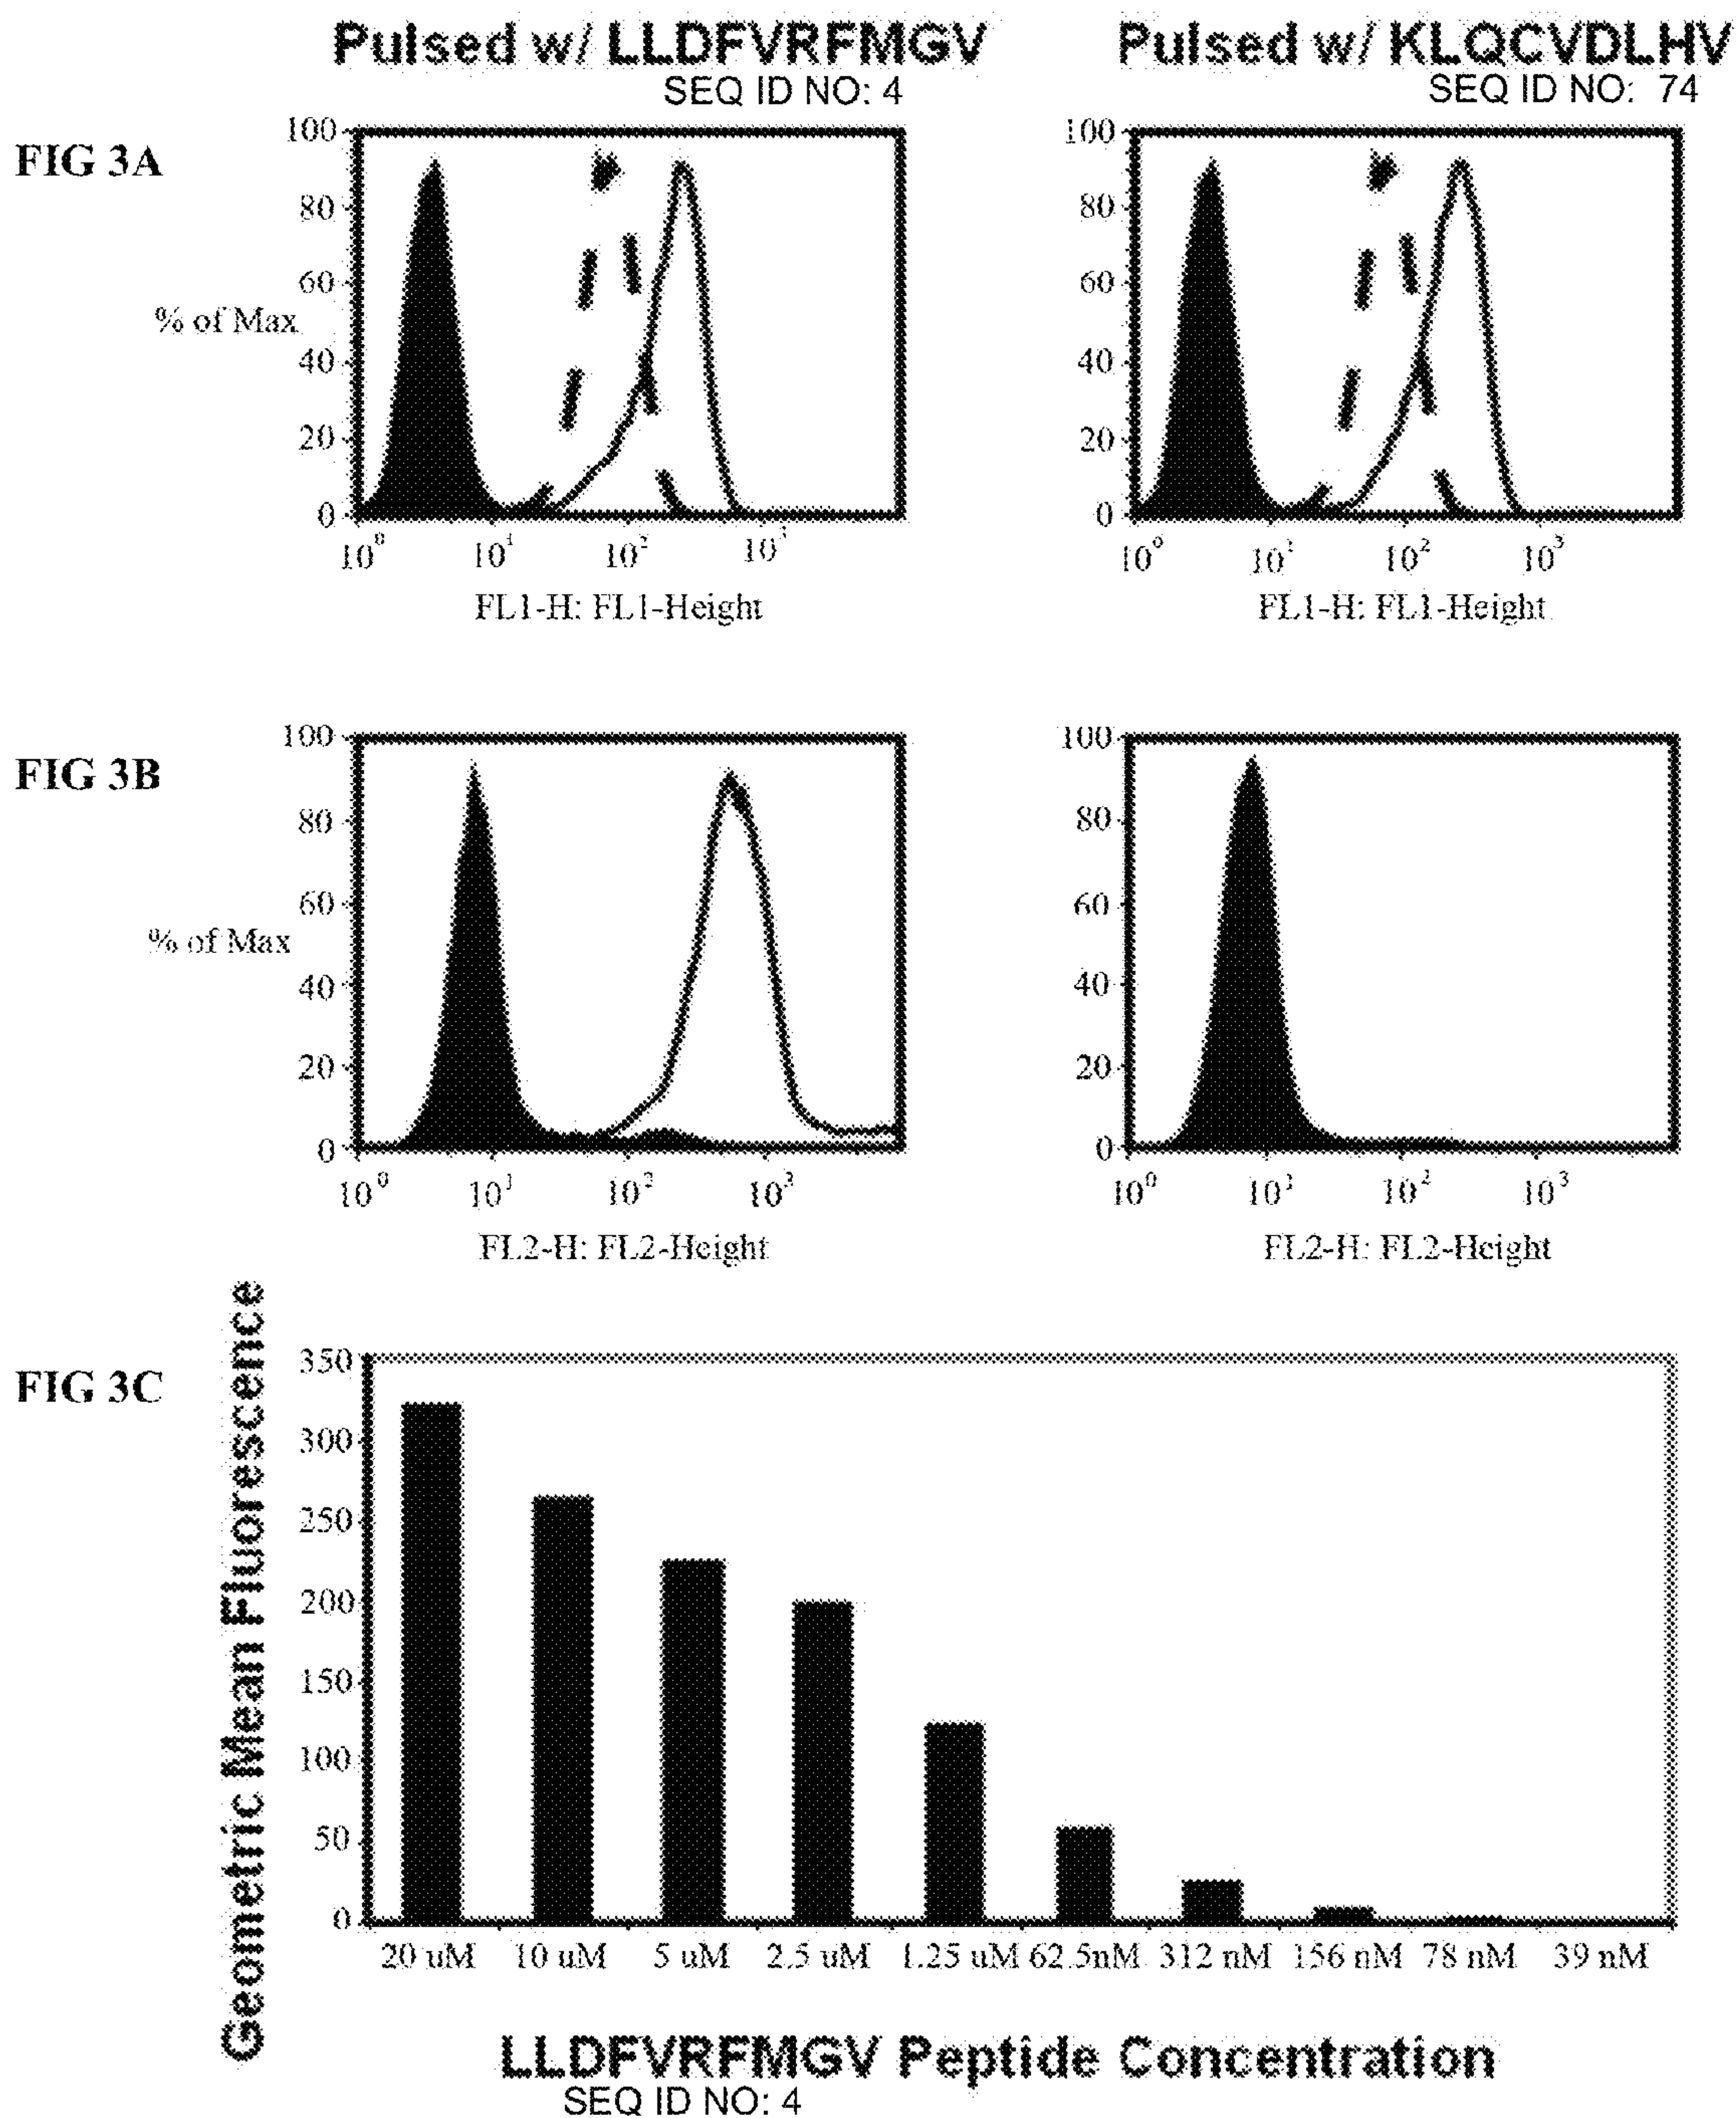 Pulsed w/ LLDFVRFMGV
SEQ ID NO: 4
Pulsed w/ KLQCVDLHV
SEQ ID NO: 74
FIG 3A
100
80
60
% of Max
40
20
0
10⁰ 10¹ 10² 10³
FL1-H: FL1-Height
100
80
60
40
20
0
10⁰ 10¹ 10² 10³
FL1-H: FL1-Height
FIG 3B
100
80
60
% of Max
40
20
0
10⁰ 10¹ 10² 10³
FL2-H: FL2-Height
100
80
60
40
20
0
10⁰ 10¹ 10² 10³
FL2-H: FL2-Height
FIG 3C
Geometric Mean Fluorescence
350
300
250
200
150
100
50
0
20 uM 10 uM 5 uM 2.5 uM 1.25 uM 62.5nM 312 nM 156 nM 78 nM 39 nM
LLDFVRFMGV Peptide Concentration
SEQ ID NO: 4